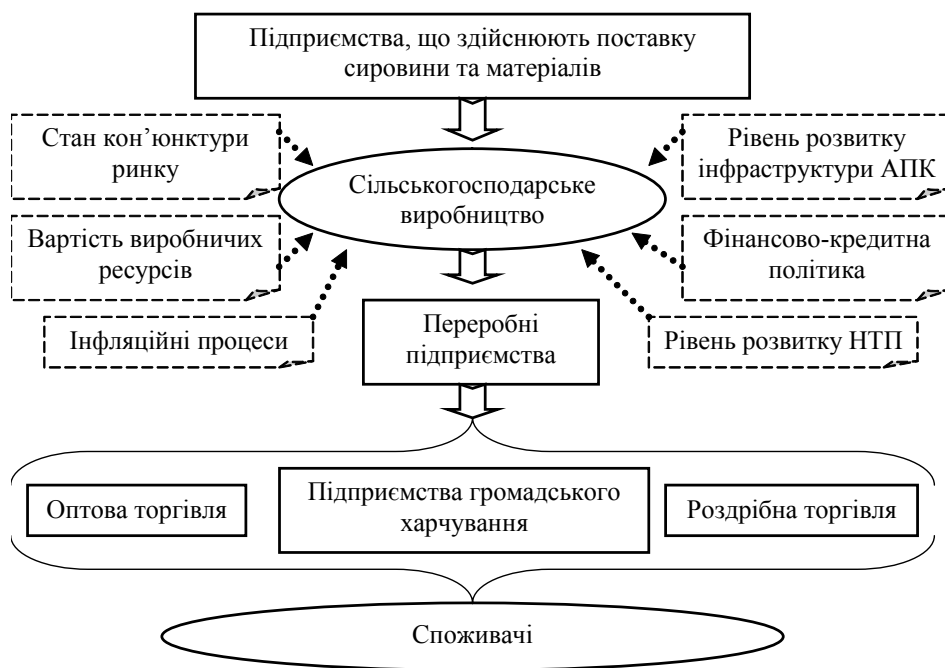 Підприємства, що здійснюють поставку
сировини та матеріалів
Стан кон’юнктури
ринку
Рівень розвитку
інфраструктури АПК
Сільськогосподарське
виробництво
Вартість виробничих
ресурсів
Фінансово-кредитна
політика
Інфляційні процеси
Переробні
підприємства
Рівень розвитку НТП
Оптова торгівля
Підприємства громадського
харчування
Роздрібна торгівля
Споживачі